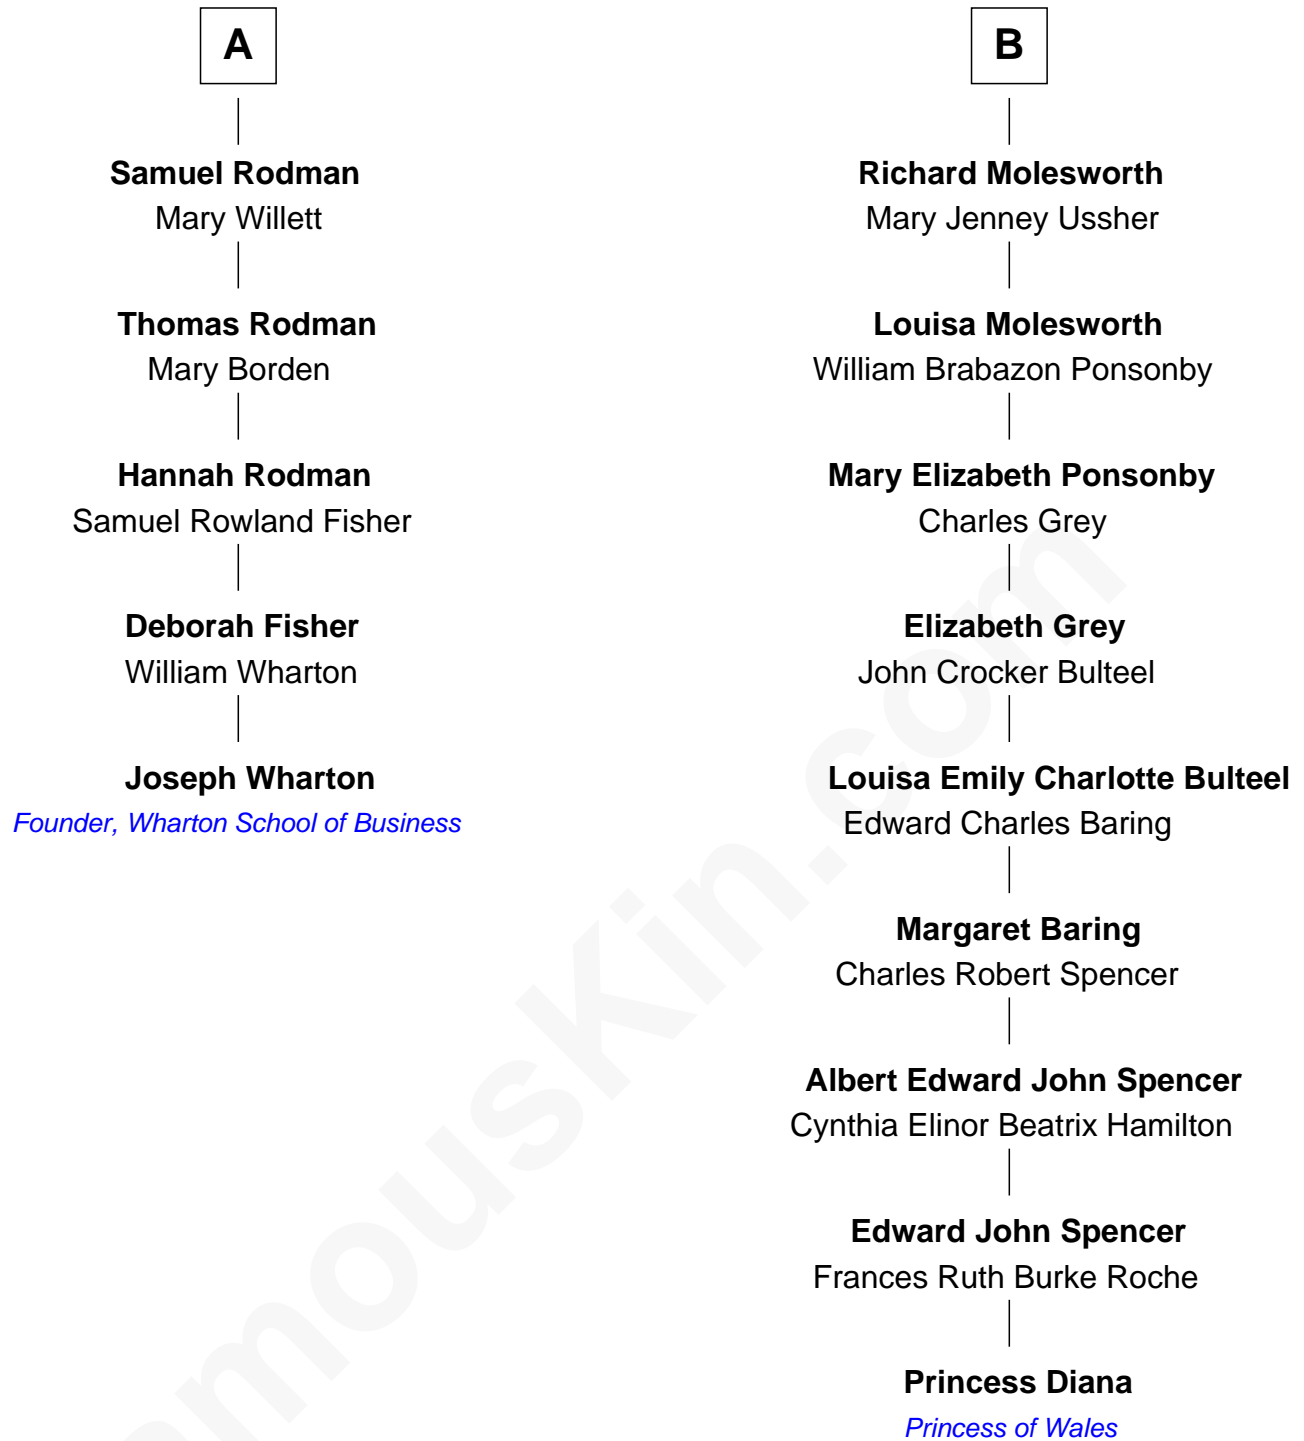 A
Samuel Rodman
Mary Willett
Thomas Rodman
Mary Borden
Hannah Rodman
Samuel Rowland Fisher
Deborah Fisher
William Wharton
Joseph Wharton
Founder, Wharton School of Business
B
Richard Molesworth
Mary Jenney Ussher
Louisa Molesworth
William Brabazon Ponsonby
Mary Elizabeth Ponsonby
Charles Grey
Elizabeth Grey
John Crocker Bulteel
Louisa Emily Charlotte Bulteel
Edward Charles Baring
Margaret Baring
Charles Robert Spencer
Albert Edward John Spencer
Cynthia Elinor Beatrix Hamilton
Edward John Spencer
Frances Ruth Burke Roche
Princess Diana
Princess of Wales
mousKin.com